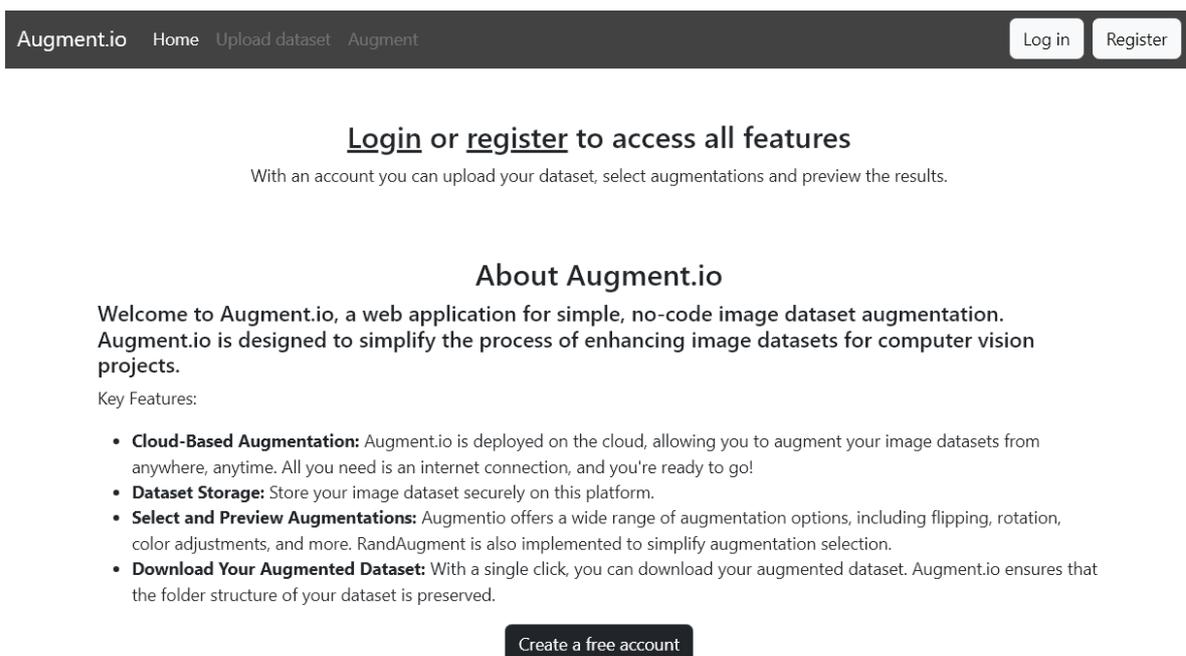 Augment.io Home Upload dataset Augment Log in Register
Login or register to access all features
With an account you can upload your dataset, select augmentations and preview the results.
About Augment.io
Welcome to Augment.io, a web application for simple, no-code image dataset augmentation.
Augment.io is designed to simplify the process of enhancing image datasets for computer vision
projects.
Key Features:
• Cloud-Based Augmentation: Augment.io is deployed on the cloud, allowing you to augment your image datasets from
anywhere, anytime. All you need is an internet connection, and you're ready to go!
• Dataset Storage: Store your image dataset securely on this platform.
• Select and Preview Augmentations: Augmentio offers a wide range of augmentation options, including flipping, rotation,
color adjustments, and more. RandAugment is also implemented to simplify augmentation selection.
• Download Your Augmented Dataset: With a single click, you can download your augmented dataset. Augment.io ensures that
the folder structure of your dataset is preserved.
Create a free account